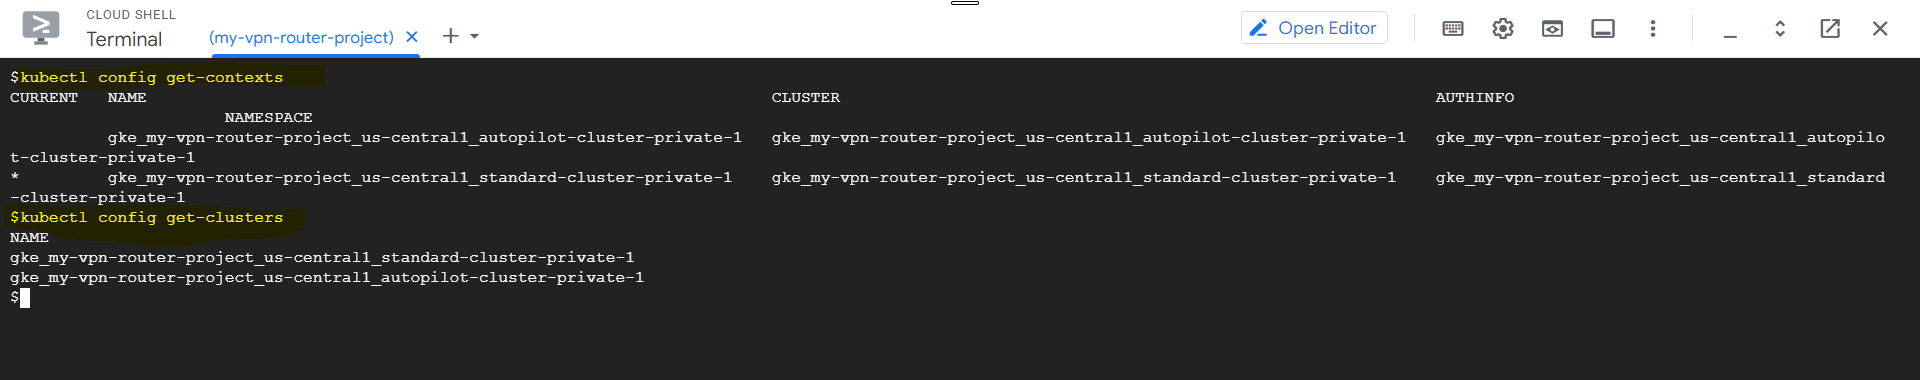 CLOUD SHELL
Terminal
(my-vpn-router-project)
Open Editor
$kubectl config get-contexts
CURRENT   NAME   CLUSTER   AUTHINFO
NAMESPACE
gke_my-vpn-router-project_us-central1_autopilot-cluster-private-1   gke_my-vpn-router-project_us-central1_autopilot-cluster-private-1   gke_my-vpn-router-project_us-central1_autopilo
t-cluster-private-1
*   gke_my-vpn-router-project_us-central1_standard-cluster-private-1   gke_my-vpn-router-project_us-central1_standard-cluster-private-1   gke_my-vpn-router-project_us-central1_standard
-cluster-private-1
$kubectl config get-clusters
NAME
gke_my-vpn-router-project_us-central1_standard-cluster-private-1
gke_my-vpn-router-project_us-central1_autopilot-cluster-private-1
$